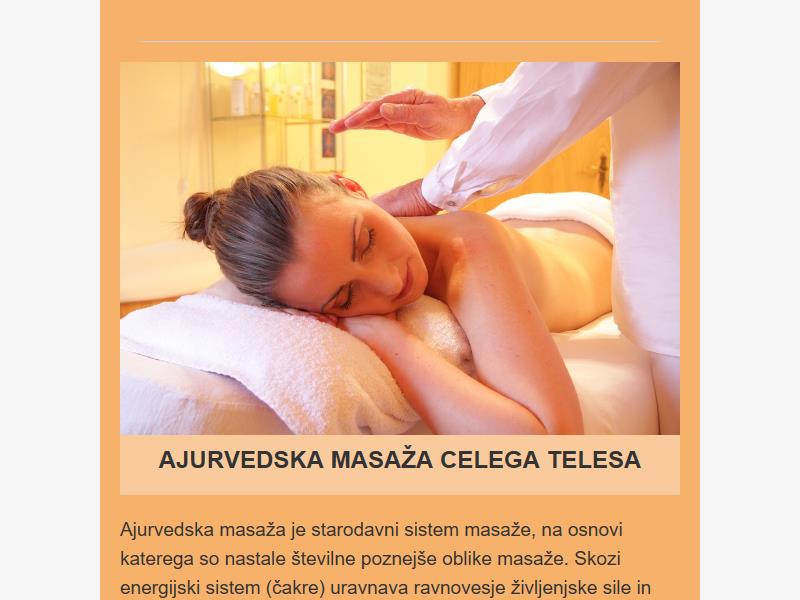 AJURVEDSKA MASAŽA CELEGA TELESA
Ajurvedska masaža je starodavni sistem masaže, na osnovi
katerega so nastale številne poznejše oblike masaže. Skozi
energijski sistem (čakre) uravnava ravnovesje življenjske sile in